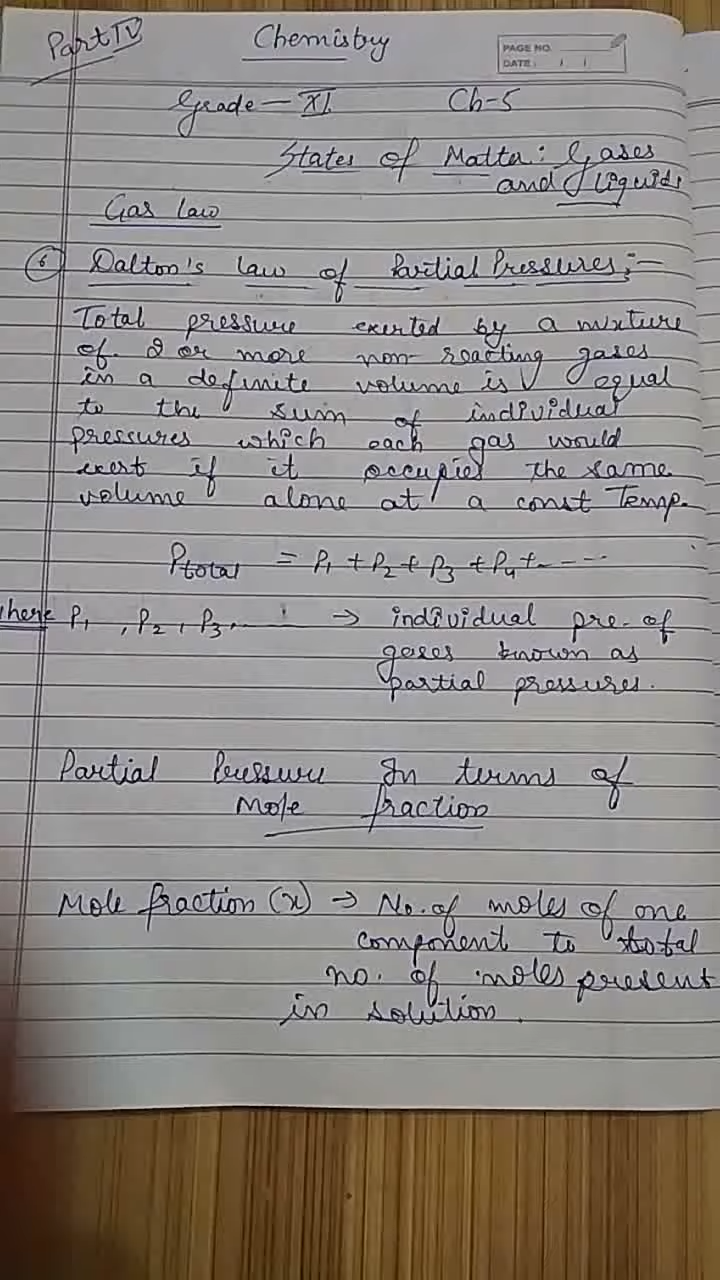 Part IV
Chemistry
PAGE NO.
DATE: / /
Grade - XI Ch-5
States of Matter: Gases
and liquids
Gas law
6 Dalton's law of Partial Pressures:-
Total pressure exerted by a mixture
of 2 or more non-reacting gases
in a definite volume is equal
to the sum of individual
pressures which each gas would
exert if it occupies the same
volume alone at a const Temp.
Ptotal = P1 + P2 + P3 + P4 + - - - -
here P1, P2, P3, → individual pre. of
gases known as
partial pressures.
Partial Pressure In terms of
Mole fraction
Mole fraction (x) → No. of moles of one
component to total
no. of moles present
in solution.